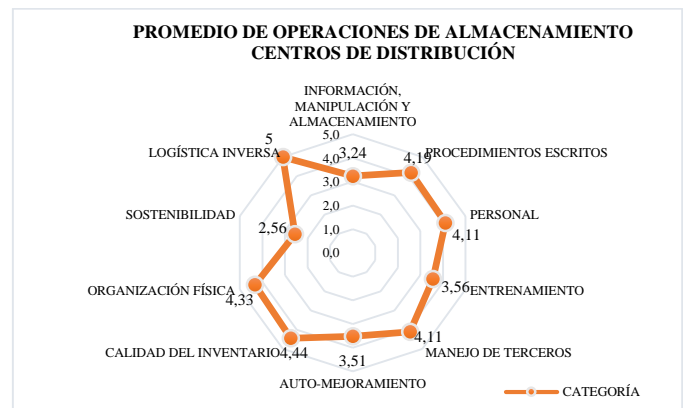 PROMEDIO DE OPERACIONES DE ALMACENAMIENTO
CENTROS DE DISTRIBUCIÓN
INFORMACIÓN,
MANIPULACIÓN Y
ALMACENAMIENTO
5
5,0
3,24
4,19
PROCEDIMIENTOS ESCRITOS
LOGÍSTICA INVERSA
4,0
3,0
SOSTENIBILIDAD
2,56
2,0
1,0
0,0
PERSONAL
4,11
ORGANIZACIÓN FÍSICA
4,33
3,56
ENTRENAMIENTO
CALIDAD DEL INVENTARIO
4,44
3,51
4,11
MANEJO DE TERCEROS
AUTO-MEJORAMIENTO
CATEGORÍA